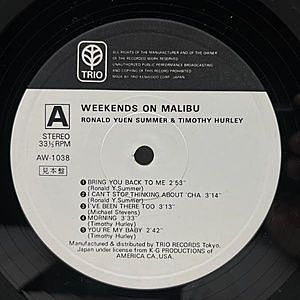 TRIO
ALL RIGHTS OF THE MANUFACTURER AND OF THE OWNER
OF THE RECORDED WORK RESERVED
UNAUTHORIZED PUBLIC PERFORMANCE BROADCASTING
AND COPYING OF THIS RECORD PROHIBITED
MADE BY TRIO-KENWOOD CORP. JAPAN
WEEKENDS ON MALIBU
RONALD YUEN SUMMER & TIMOTHY HURLEY
A
STEREO
33⅓RPM
AW-1038
見本盤
1 BRING YOU BACK TO ME 2'53"
(Ronald Y.Summer)
2 I CAN'T STOP THINKING ABOUT 'CHA 3'14"
(Ronald Y.Summer)
3 I'VE BEEN THERE TOO 3'13"
(Michael Stevens)
4 MORNING 3'33"
(Timothy Hurley)
5 YOU'RE MY BABY 2'42"
(Timothy Hurley)
Manufactured & distributed by TRIO RECORDS Tokyo,
Japan under license from K-G PRODUCTIONS of
AMERICA CA. USA